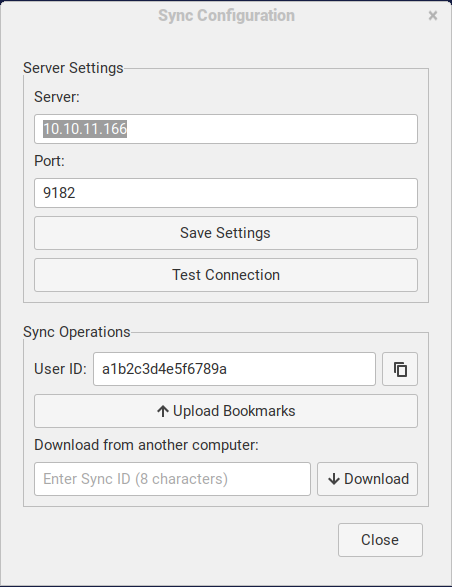 Sync Configuration
Server Settings
Server:
10.10.11.166
Port:
9182
Save Settings
Test Connection
Sync Operations
User ID: a1b2c3d4e5f6789a
Upload Bookmarks
Download from another computer:
Enter Sync ID (8 characters) Download
Close